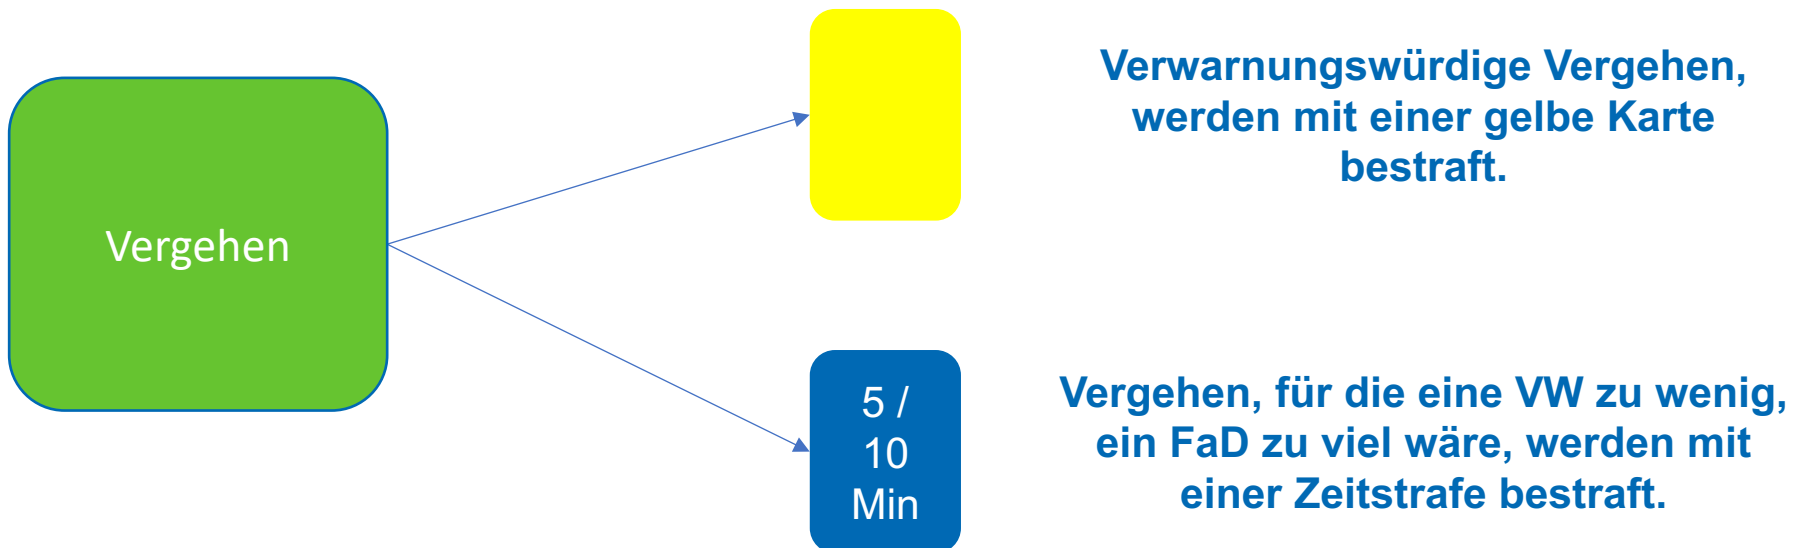 Vergehen
Verwarnungswürdige Vergehen,
werden mit einer gelbe Karte
bestraft.
5 /
10
Min
Vergehen, für die eine VW zu wenig,
ein FaD zu viel wäre, werden mit
einer Zeitstrafe bestraft.